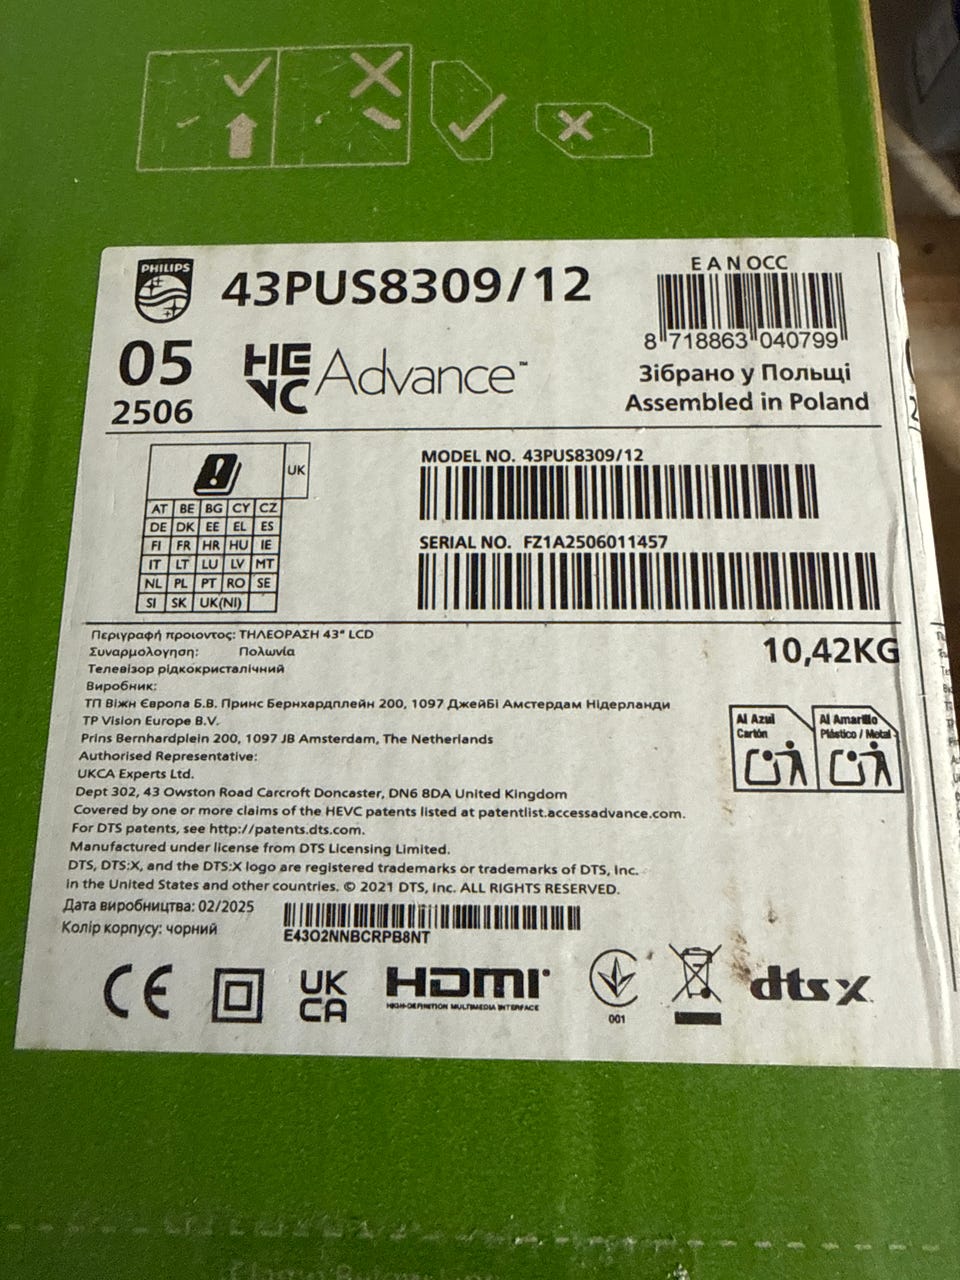 PHILIPS
43PUS8309/12
EAN OCC
8 718863 040799
05
2506
HEVC Advance™
Зібрано у Польщі
Assembled in Poland
UK
AT BE BG CY CZ
DE DK EE EL ES
FI FR HR HU IE
IT LT LU LV MT
NL PL PT RO SE
SI SK UK(NI)
MODEL NO. 43PUS8309/12
SERIAL NO. FZ1A2506011457
Περιγραφή προιοντος: ΤΗΛΕΟΡΑΣΗ 43" LCD
Συναρμολογηση: Πολωνία
Телевізор рідкокристалічний
Виробник:
ТП Віжн Європа Б.В. Принс Бернхардплейн 200, 1097 ДжейБі Амстердам Нідерланди
TP Vision Europe B.V.
Prins Bernhardplein 200, 1097 JB Amsterdam, The Netherlands
Authorised Representative:
UKCA Experts Ltd.
Dept 302, 43 Owston Road Carcroft Doncaster, DN6 8DA United Kingdom
Covered by one or more claims of the HEVC patents listed at patentlist.accessadvance.com.
For DTS patents, see http://patents.dts.com.
Manufactured under license from DTS Licensing Limited.
DTS, DTS:X, and the DTS:X logo are registered trademarks or trademarks of DTS, Inc.
in the United States and other countries. © 2021 DTS, Inc. ALL RIGHTS RESERVED.
Дата виробництва: 02/2025
Колір корпусу: чорний
E43O2NNBCRPB8NT
10,42KG
Al Azul
Cartón
Al Amarillo
Plástico / Metal
CE
UK
CA
HDMI
HIGH-DEFINITION MULTIMEDIA INTERFACE
001
dts x